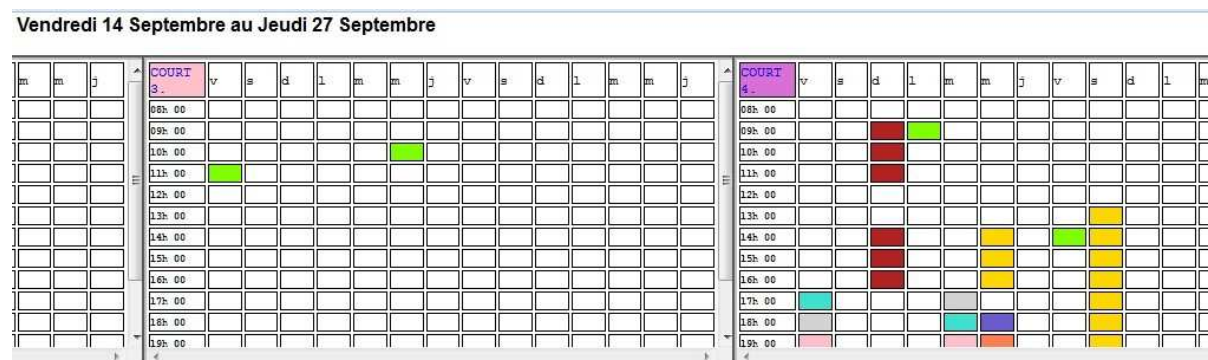 Vendredi 14 Septembre au Jeudi 27 Septembre
m m j
COURT 3. v s d l m m j v s d l m m j
08h 00
09h 00
10h 00
11h 00
12h 00
13h 00
14h 00
15h 00
16h 00
17h 00
18h 00
19h 00
COURT 4. v s d l m m j v s d l m
08h 00
09h 00
10h 00
11h 00
12h 00
13h 00
14h 00
15h 00
16h 00
17h 00
18h 00
19h 00